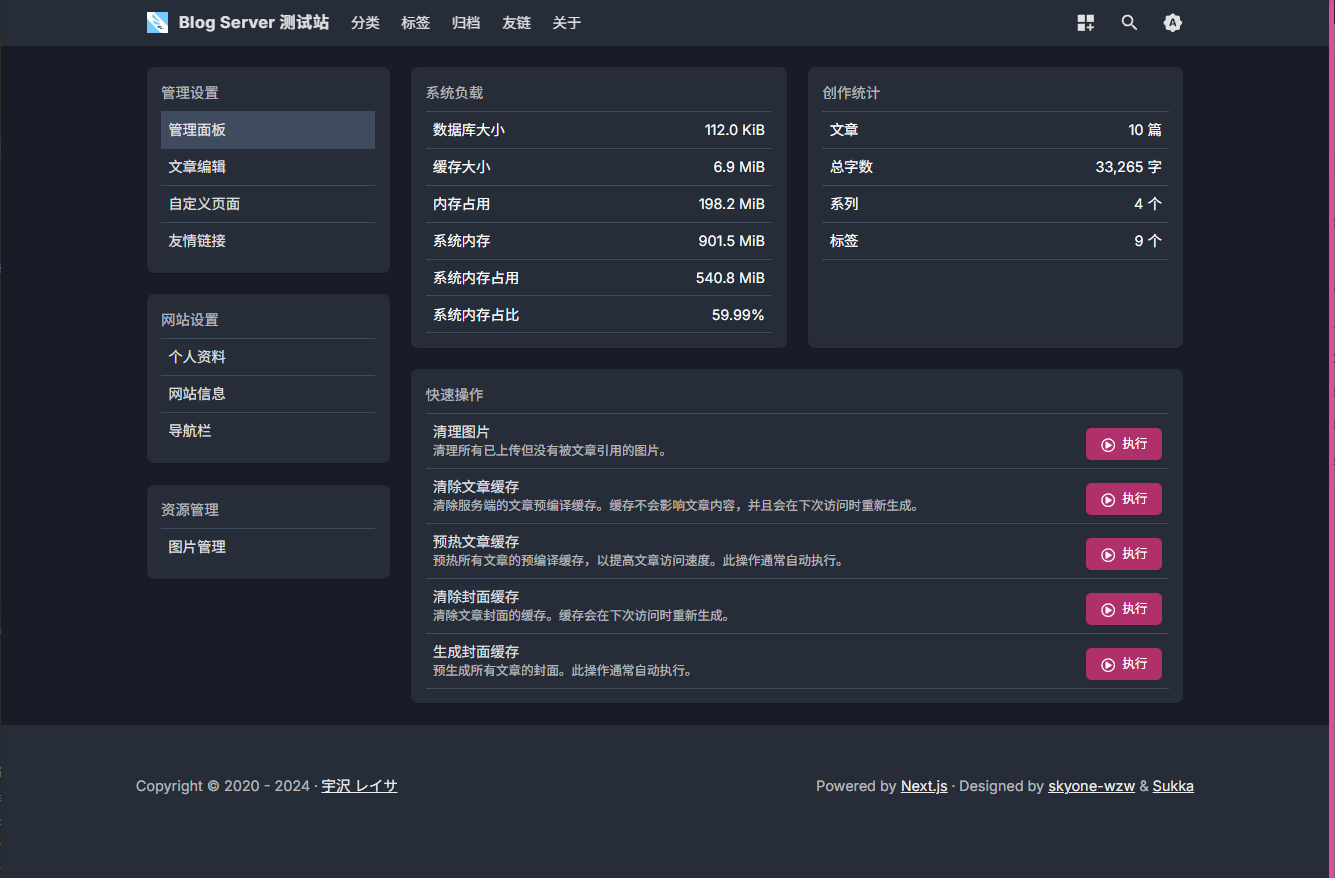 Blog Server 测试站 分类 标签 归档 友链 关于
管理设置
管理面板
文章编辑
自定义页面
友情链接
网站设置
个人资料
网站信息
导航栏
资源管理
图片管理
系统负载
数据库大小 112.0 KiB
缓存大小 6.9 MiB
内存占用 198.2 MiB
系统内存 901.5 MiB
系统内存占用 540.8 MiB
系统内存占比 59.99%
创作统计
文章 10 篇
总字数 33,265 字
系列 4 个
标签 9 个
快速操作
清理图片
清理所有已上传但没有被文章引用的图片。
执行
清除文章缓存
清除服务端的文章预编译缓存。缓存不会影响文章内容，并且会在下次访问时重新生成。
执行
预热文章缓存
预热所有文章的预编译缓存，以提高文章访问速度。此操作通常自动执行。
执行
清除封面缓存
清除文章封面的缓存。缓存会在下次访问时重新生成。
执行
生成封面缓存
预生成所有文章的封面。此操作通常自动执行。
执行
Copyright © 2020 - 2024 · 宇沢 レイサ
Powered by Next.js · Designed by skyone-wzw & Sukka